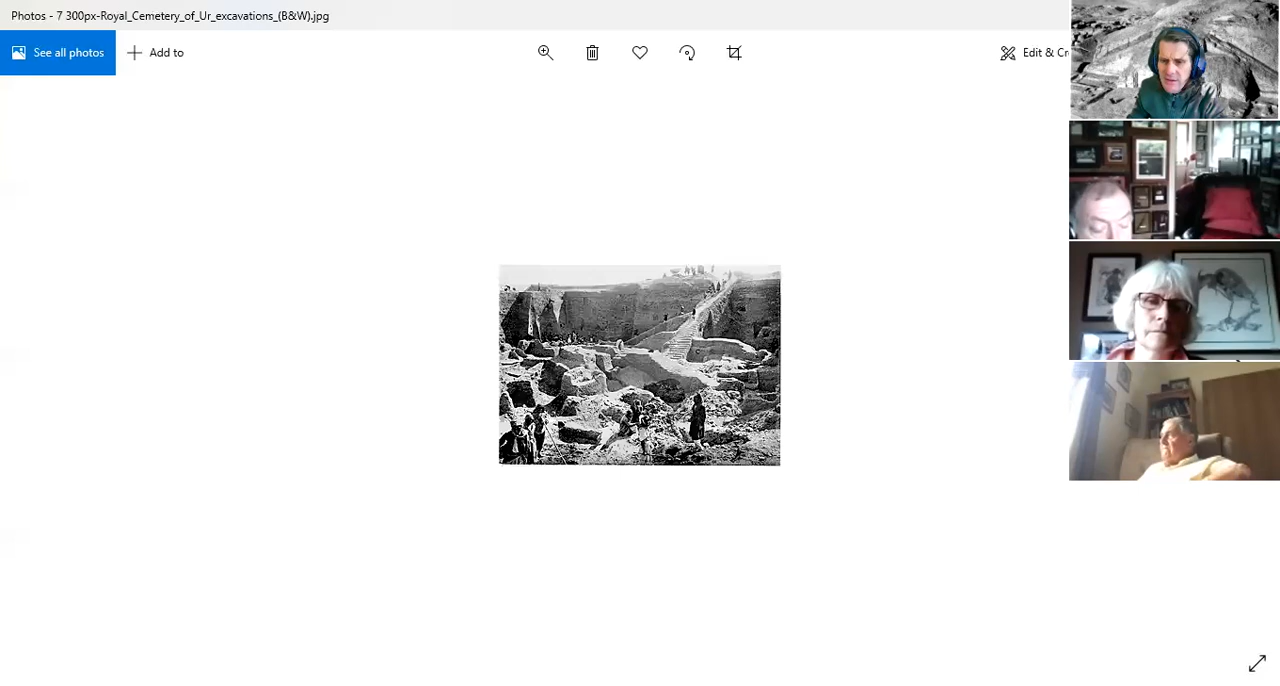 Photos - 7 300px-Royal_Cemetery_of_Ur_excavations_(B&W).jpg
See all photos
Add to
Edit & Cr